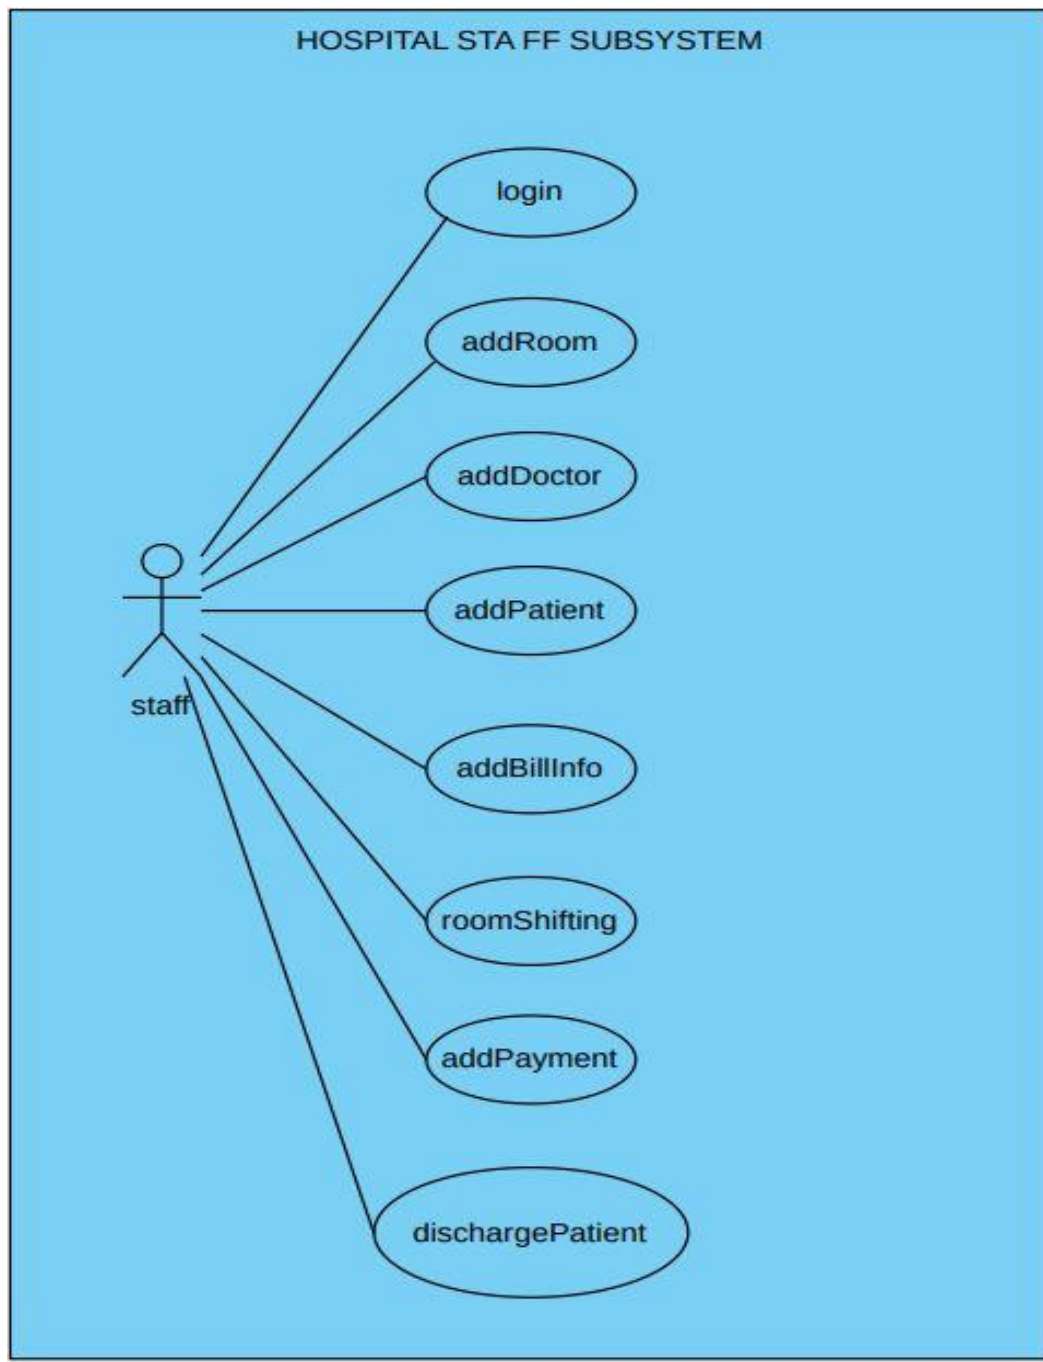 HOSPITAL STA FF SUBSYSTEM
login
addRoom
addDoctor
addPatient
staff
addBillInfo
roomShifting
addPayment
dischargePatient